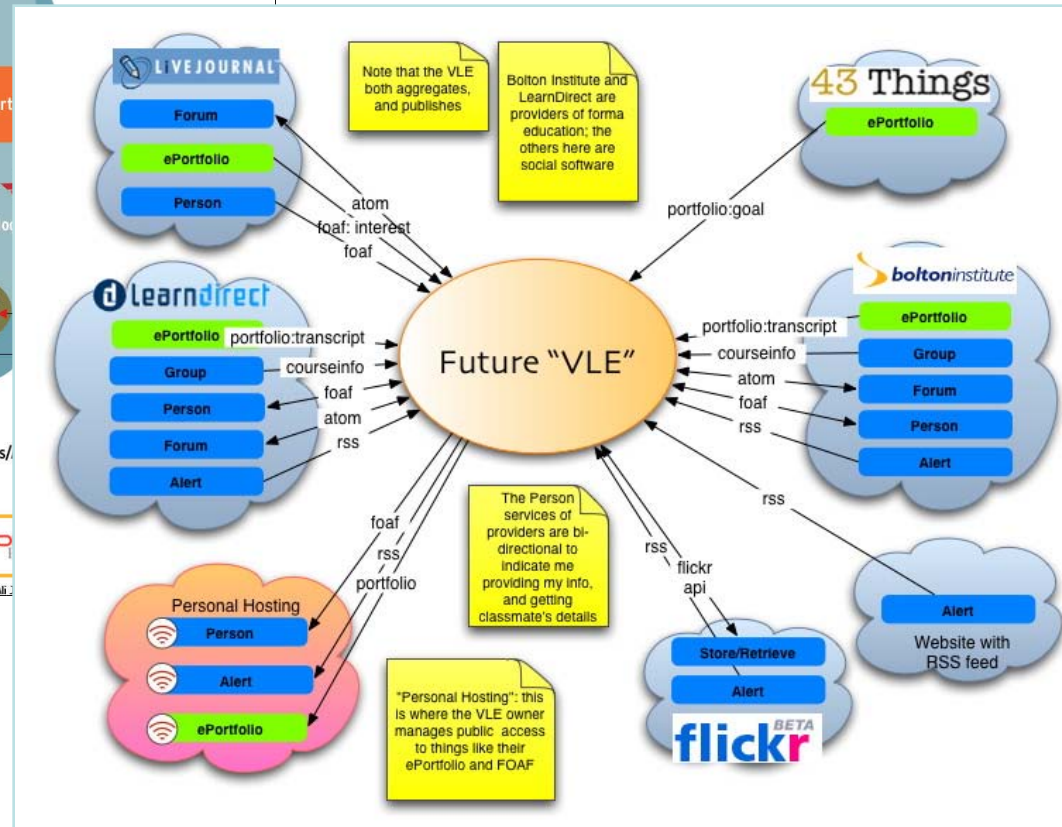 LiVEJOURNAL
Forum
ePortfolio
Person
Note that the VLE
both aggregates,
and publishes
Bolton Institute and
LearnDirect are
providers of forma
education; the
others here are
social software
43 Things
ePortfolio
atom
foaf: interest
foaf
portfolio:goal
learndirect
ePortfolio
Group
Person
Forum
Alert
portfolio:transcript
courseinfo
foaf
atom
rss
Future "VLE"
boltoninstitute
ePortfolio
Group
Forum
Person
Alert
portfolio:transcript
courseinfo
atom
foaf
rss
rss
foaf
rss
portfolio
The Person
services of
providers are bi-
directional to
indicate me
providing my info,
and getting
classmate's details
rss
flickr
api
Personal Hosting
Person
Alert
ePortfolio
"Personal Hosting": this
is where the VLE owner
manages public access
to things like their
ePortfolio and FOAF
Store/Retrieve
Alert
flickr
BETA
Alert
Website with
RSS feed